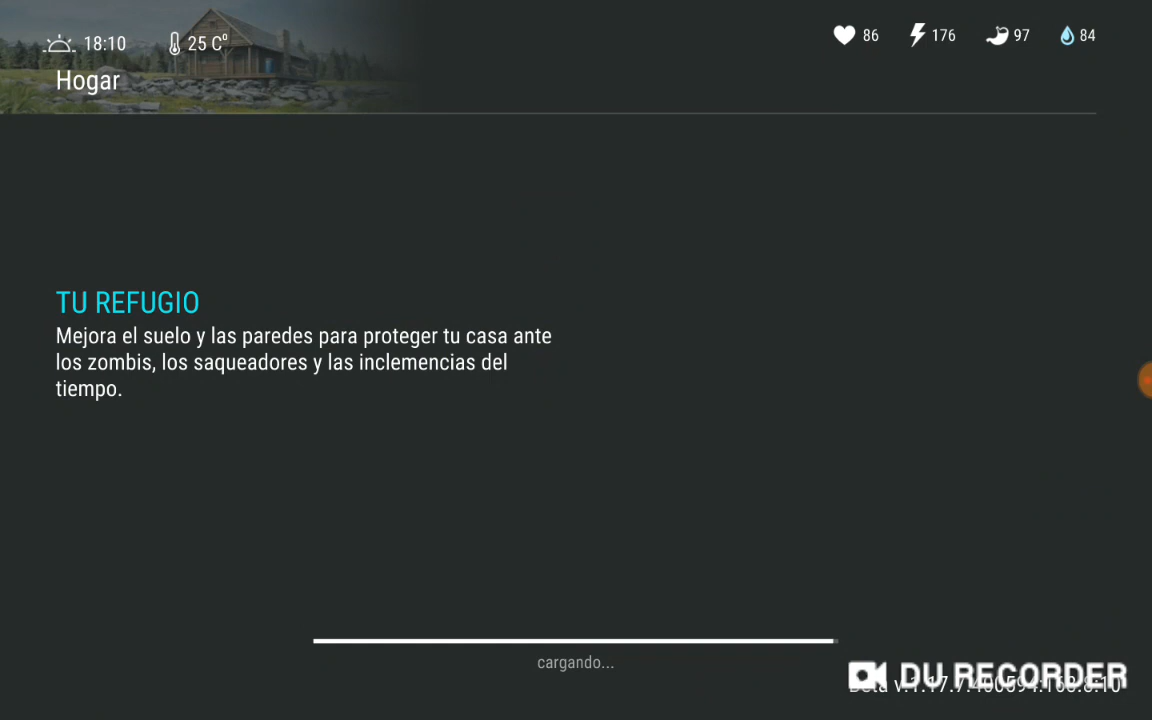 18:10 25 Cº
86 176 97 84
Hogar
TU REFUGIO
Mejora el suelo y las paredes para proteger tu casa ante
los zombis, los saqueadores y las inclemencias del
tiempo.
cargando...
DU RECORDER